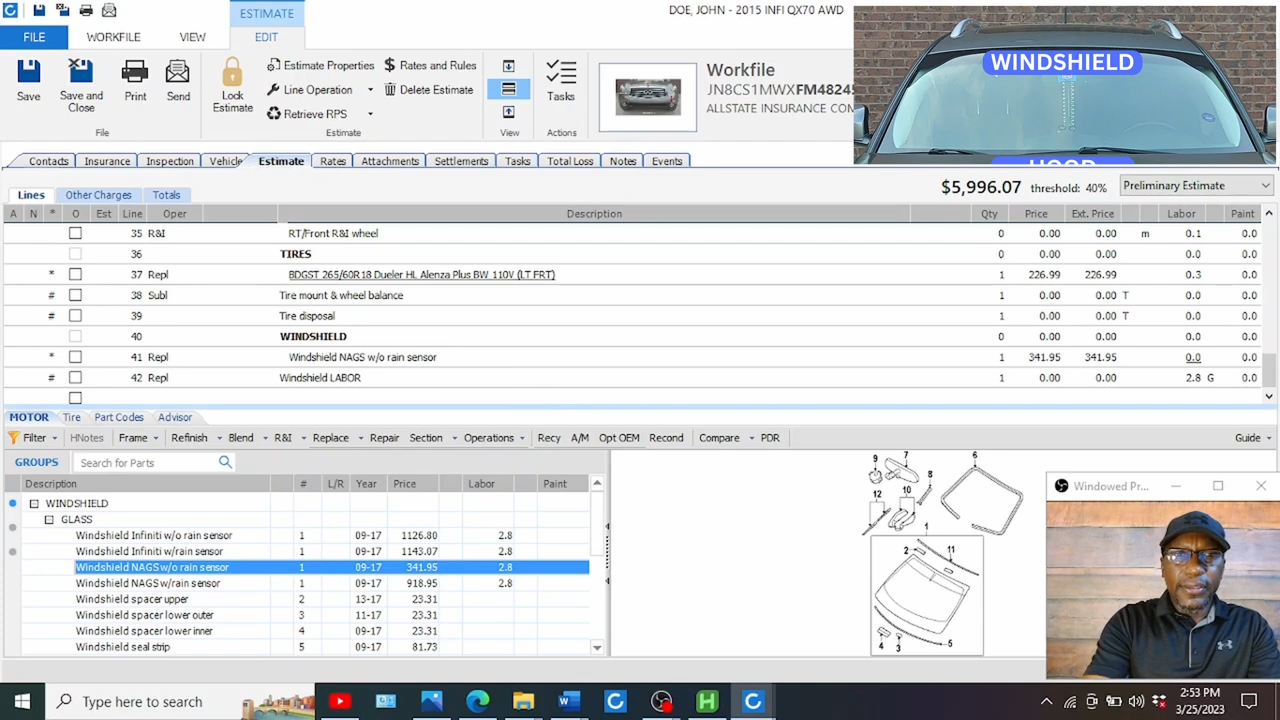 ESTIMATE
DOE, JOHN - 2015 INFI QX70 AWD
FILE WORKFILE VIEW EDIT
Save
Save and Close
Print
Send
Lock Estimate
Estimate Properties
Line Operation
Retrieve RPS
Rates and Rules
Delete Estimate
Tasks
File
Estimate
View
Actions
Workfile
JN8CS1MWXFM48245
ALLSTATE INSURANCE COM
WINDSHIELD
Contacts Insurance Inspection Vehicle Estimate Rates Attachments Settlements Tasks Total Loss Notes Events
Lines Other Charges Totals
$5,996.07 threshold: 40% Preliminary Estimate
A N * O Est Line Oper Description Qty Price Ext. Price Labor Paint
35 R&I RT/Front R&I wheel 0 0.00 0.00 m 0.1 0.0
36 TIRES 0 0.00 0.00 0.0 0.0
* 37 Repl BDGST 265/60R18 Dueler HL Alenza Plus BW 110V (LT FRT) 1 226.99 226.99 0.3 0.0
# 38 Subl Tire mount & wheel balance 1 0.00 0.00 T 0.0 0.0
# 39 Tire disposal 1 0.00 0.00 T 0.0 0.0
40 WINDSHIELD 0 0.00 0.00 0.0 0.0
* 41 Repl Windshield NAGS w/o rain sensor 1 341.95 341.95 0.0 0.0
# 42 Repl Windshield LABOR 1 0.00 0.00 2.8 G 0.0
MOTOR Tire Part Codes Advisor
Filter HNotes Frame Refinish Blend R&I Replace Repair Section Operations Recy A/M Opt OEM Recond Compare PDR Guide
GROUPS Search for Parts
Description # L/R Year Price Labor Paint
WINDSHIELD
GLASS
Windshield Infiniti w/o rain sensor 1 09-17 1126.80 2.8
Windshield Infiniti w/rain sensor 1 09-17 1143.07 2.8
Windshield NAGS w/o rain sensor 1 09-17 341.95 2.8
Windshield NAGS w/rain sensor 1 09-17 918.95 2.8
Windshield spacer upper 2 13-17 23.31
Windshield spacer lower outer 3 11-17 23.31
Windshield spacer lower inner 4 09-17 23.31
Windshield seal strip 5 09-17 81.73
9 7 6
8
12 10
1
2 11
4 3 5
Windowed Pr...
Type here to search
2:53 PM
3/25/2023